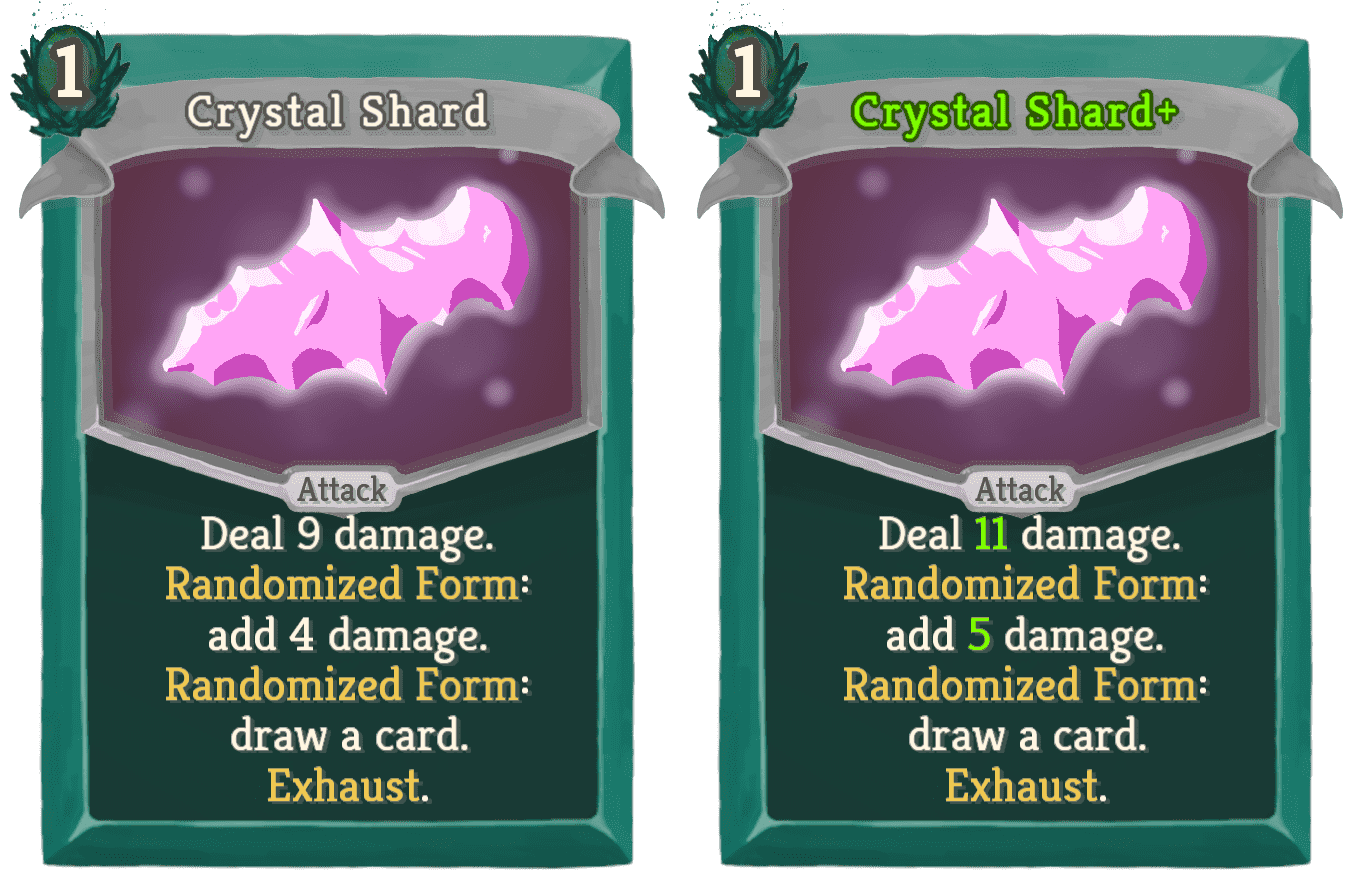 1
Crystal Shard
Attack
Deal 9 damage.
Randomized Form:
add 4 damage.
Randomized Form:
draw a card.
Exhaust.
1
Crystal Shard+
Attack
Deal 11 damage.
Randomized Form:
add 5 damage.
Randomized Form:
draw a card.
Exhaust.